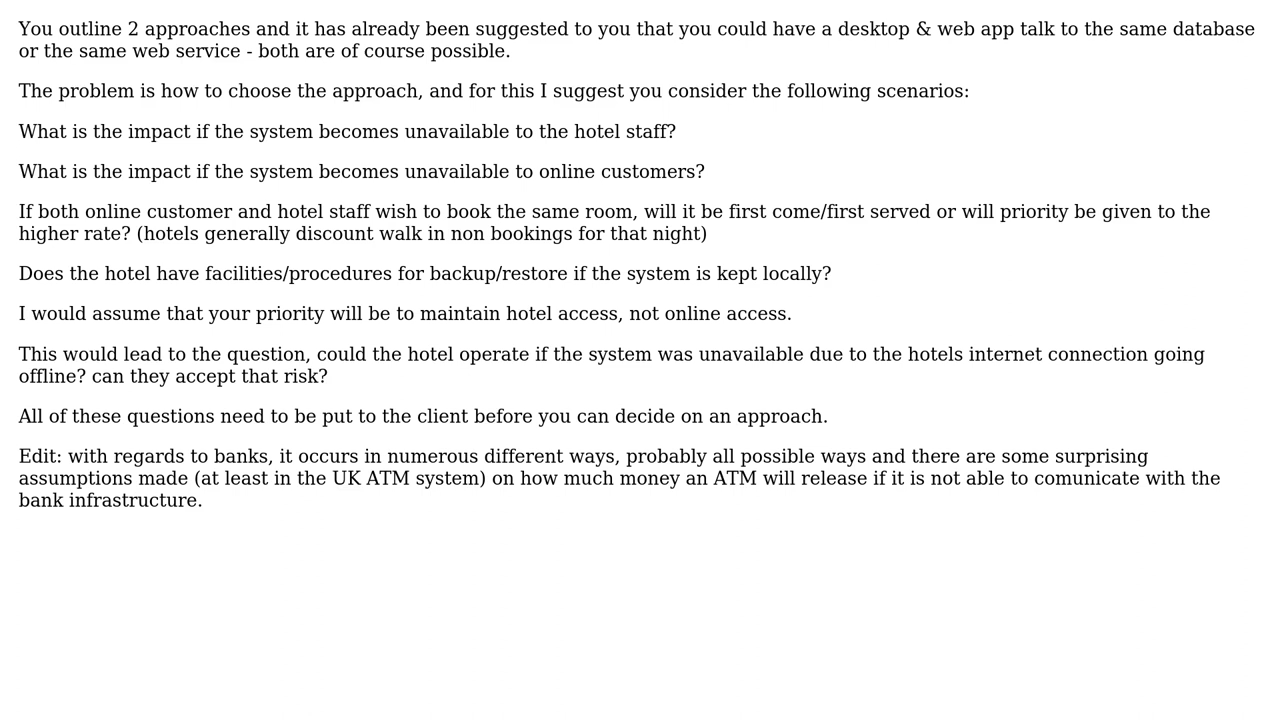 You outline 2 approaches and it has already been suggested to you that you could have a desktop & web app talk to the same database
or the same web service - both are of course possible.
The problem is how to choose the approach, and for this I suggest you consider the following scenarios:
What is the impact if the system becomes unavailable to the hotel staff?
What is the impact if the system becomes unavailable to online customers?
If both online customer and hotel staff wish to book the same room, will it be first come/first served or will priority be given to the
higher rate? (hotels generally discount walk in non bookings for that night)
Does the hotel have facilities/procedures for backup/restore if the system is kept locally?
I would assume that your priority will be to maintain hotel access, not online access.
This would lead to the question, could the hotel operate if the system was unavailable due to the hotels internet connection going
offline? can they accept that risk?
All of these questions need to be put to the client before you can decide on an approach.
Edit: with regards to banks, it occurs in numerous different ways, probably all possible ways and there are some surprising
assumptions made (at least in the UK ATM system) on how much money an ATM will release if it is not able to comunicate with the
bank infrastructure.